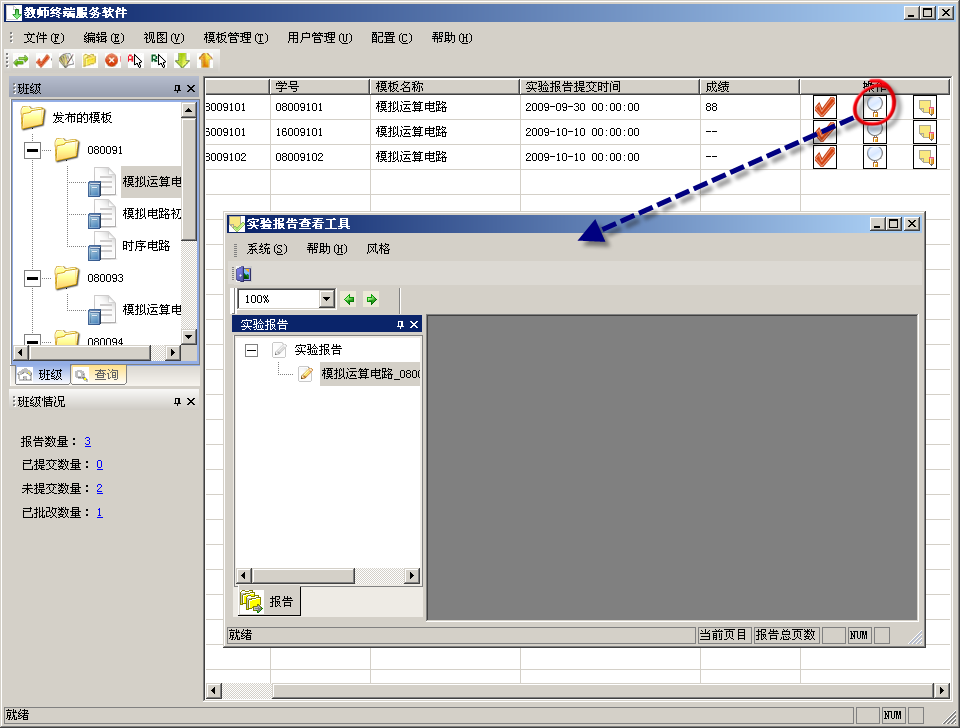 教师终端服务软件
文件(F) 编辑(E) 视图(V) 模板管理(T) 用户管理(U) 配置(C) 帮助(H)
班级
发布的模板
080091
模拟运算电
模拟电路初
时序电路
080093
模拟运算电
080094
班级 查询
班级情况
报告数量： 3
已提交数量： 0
未提交数量： 2
已批改数量： 1
学号 模板名称 实验报告提交时间 成绩 操作
8009101 08009101 模拟运算电路 2009-09-30 00:00:00 88
6009101 16009101 模拟运算电路 2009-10-10 00:00:00 --
8009102 08009102 模拟运算电路 2009-10-10 00:00:00 --
实验报告查看工具
系统(S) 帮助(H) 风格
100%
实验报告
实验报告
模拟运算电路_0800
报告
就绪 当前页目 报告总页数 NUM
就绪 NUM